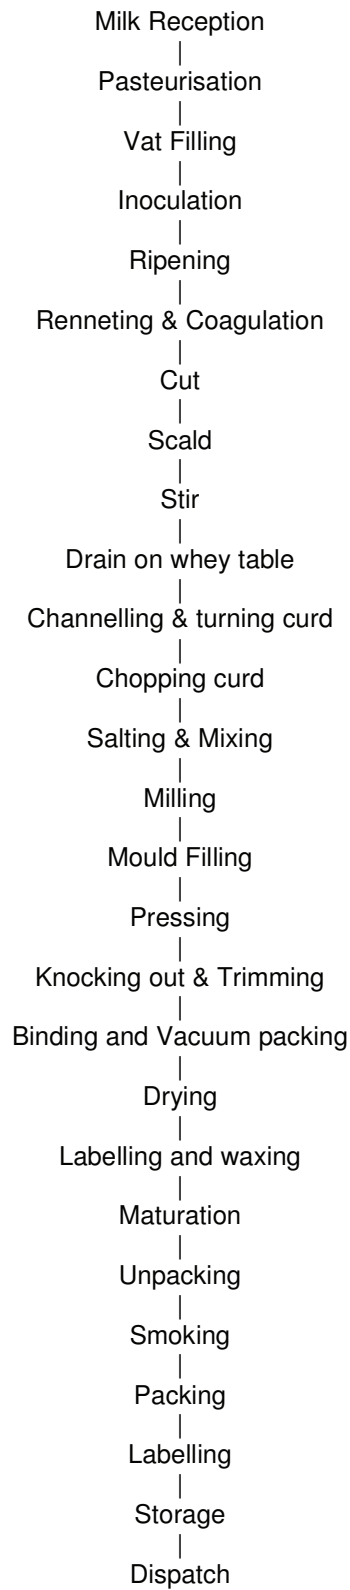 Milk Reception
Pasteurisation
Vat Filling
Inoculation
Ripening
Renneting & Coagulation
Cut
Scald
Stir
Drain on whey table
Channelling & turning curd
Chopping curd
Salting & Mixing
Milling
Mould Filling
Pressing
Knocking out & Trimming
Binding and Vacuum packing
Drying
Labelling and waxing
Maturation
Unpacking
Smoking
Packing
Labelling
Storage
Dispatch